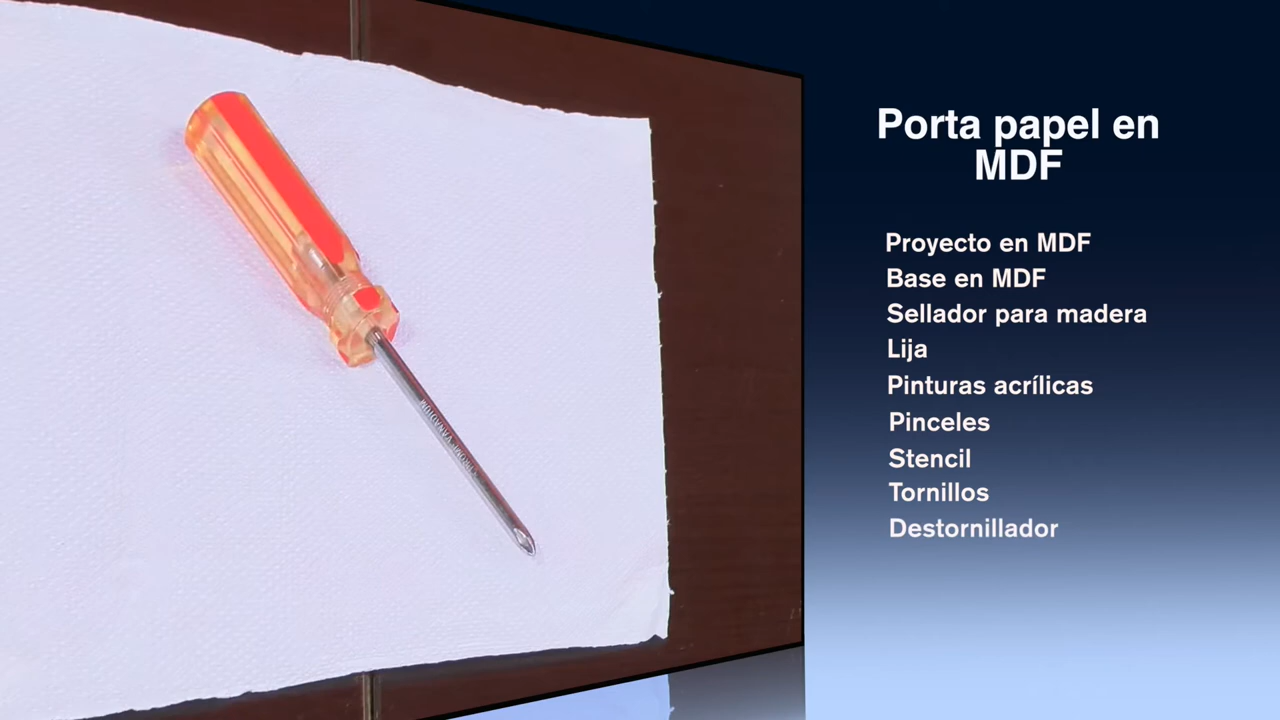 Porta papel en
MDF
Proyecto en MDF
Base en MDF
Sellador para madera
Lija
Pinturas acrílicas
Pinceles
Stencil
Tornillos
Destornillador